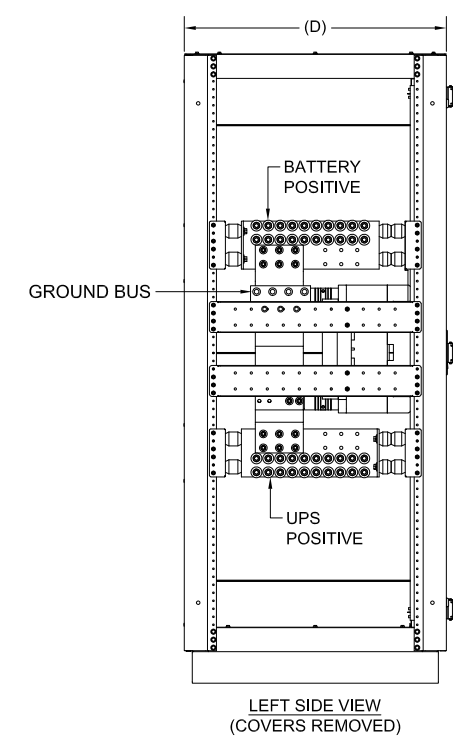 (D)
BATTERY
POSITIVE
GROUND BUS
UPS
POSITIVE
LEFT SIDE VIEW
(COVERS REMOVED)